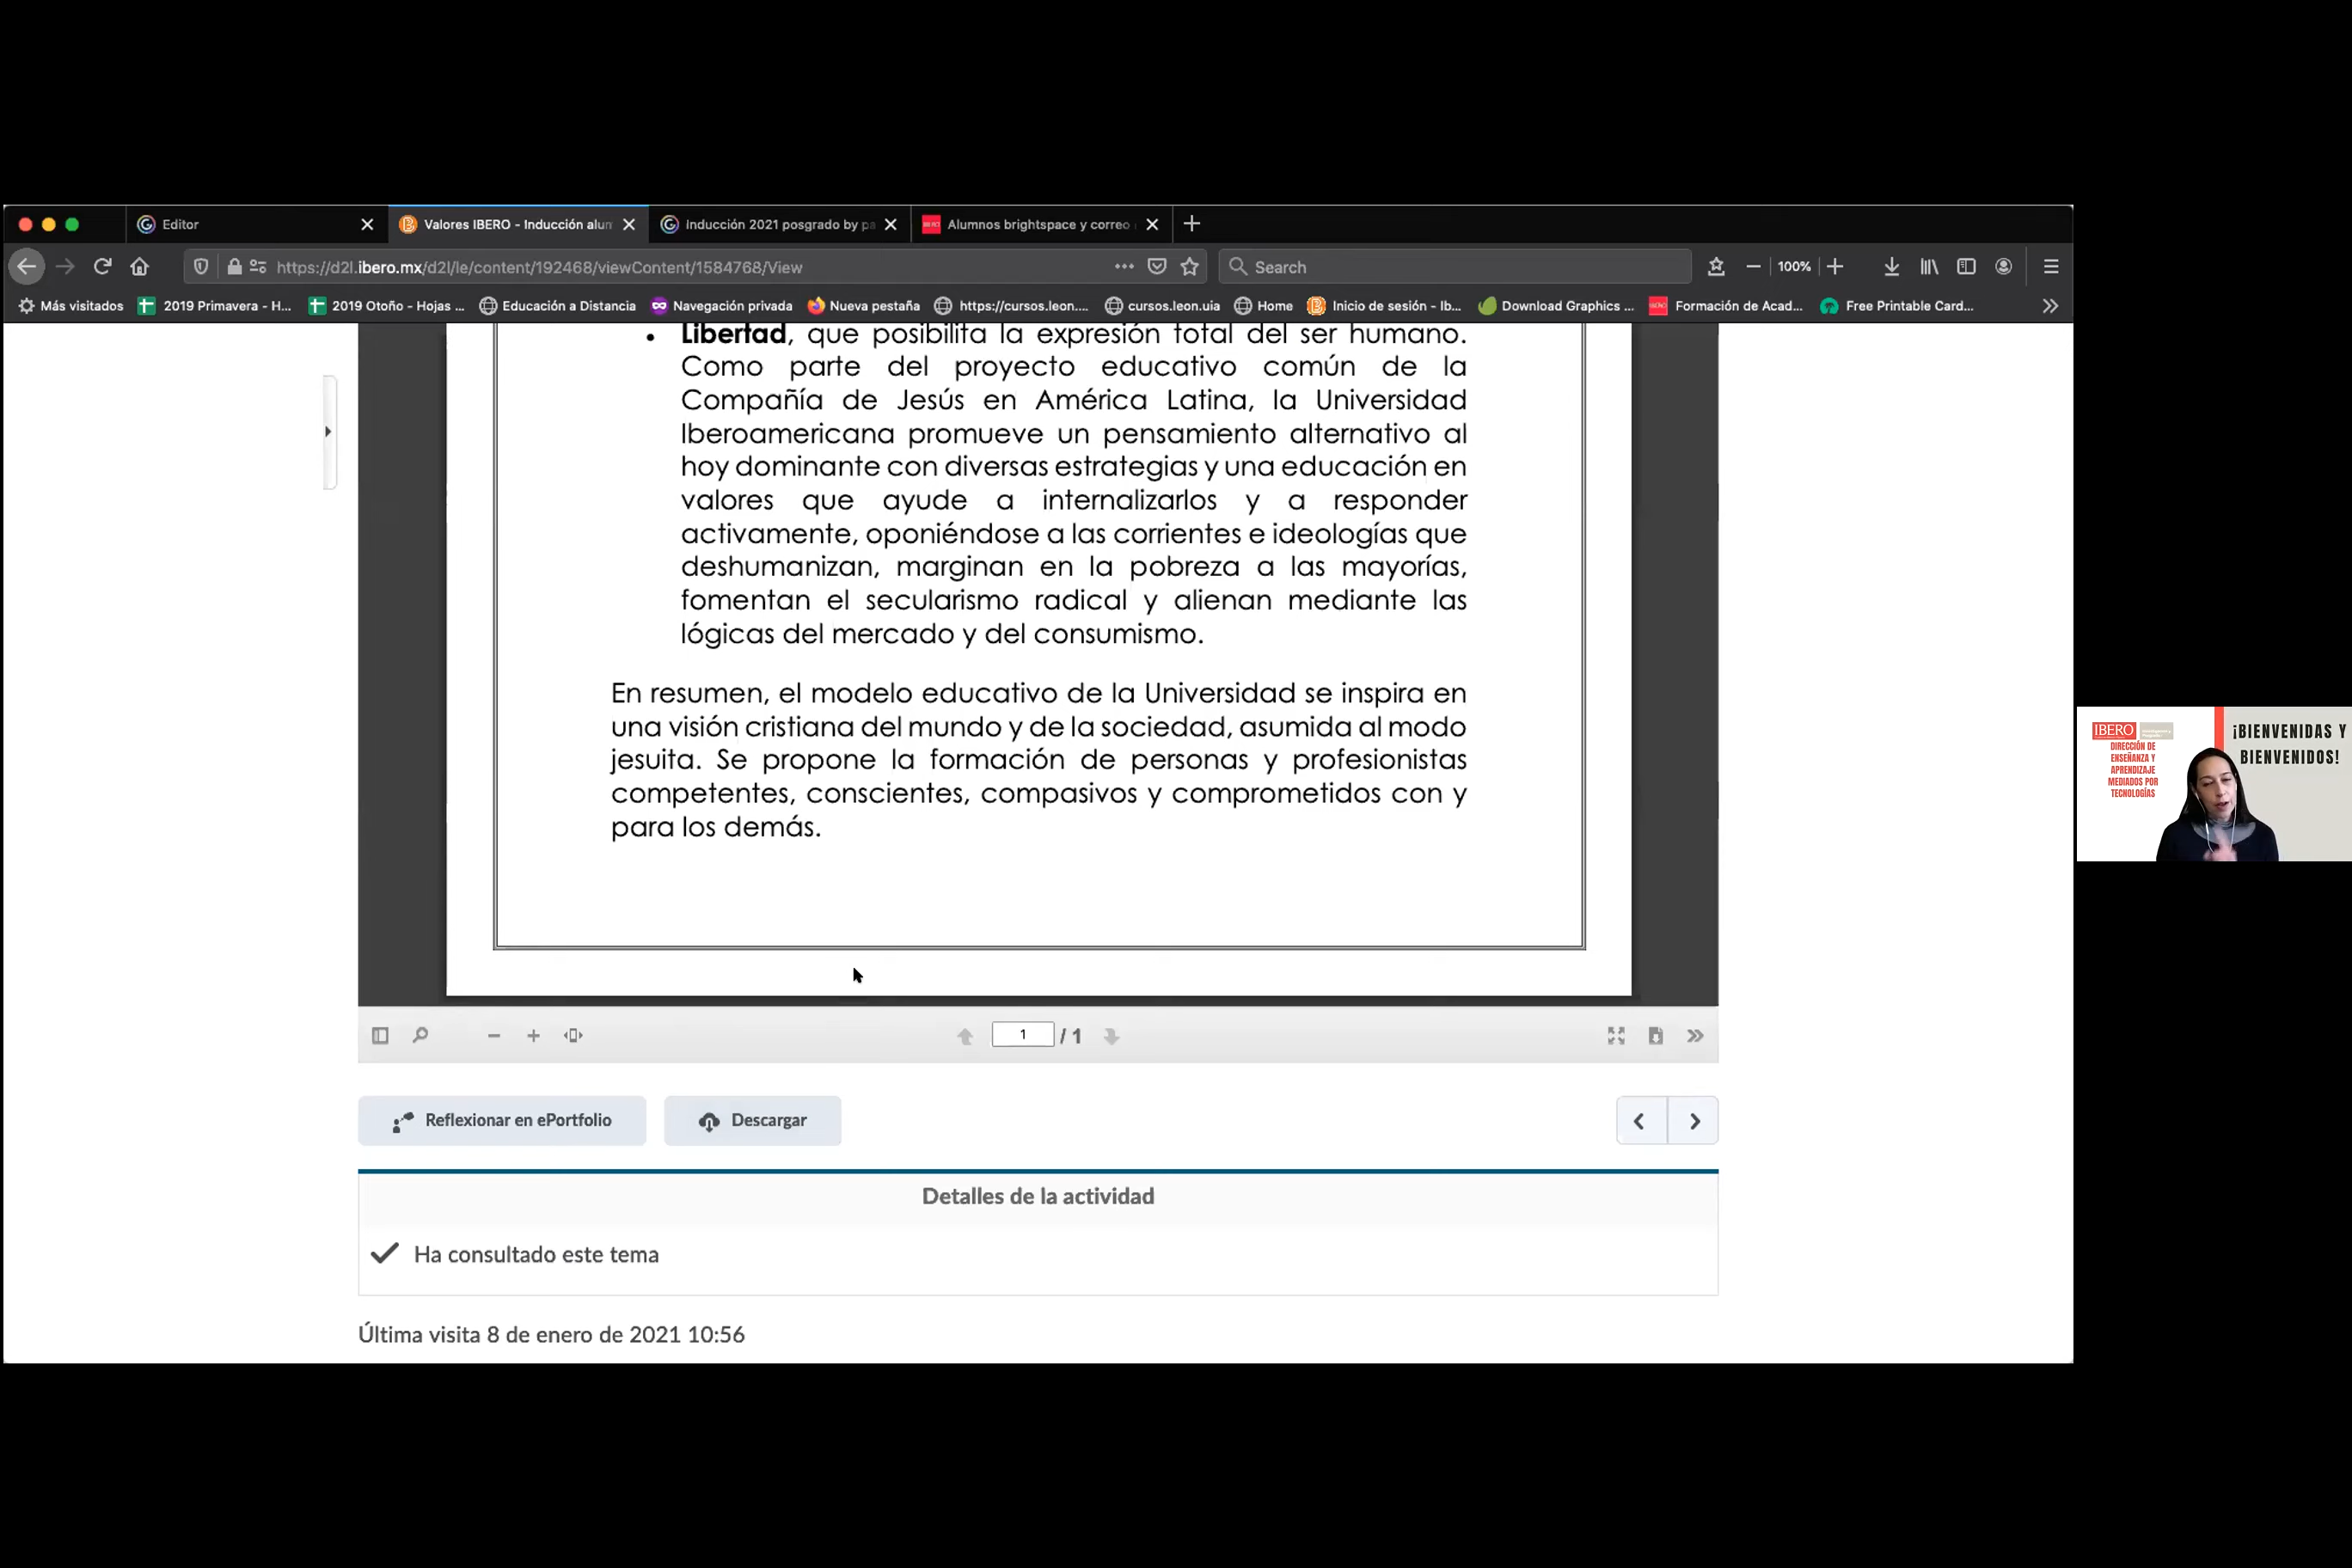 Editor
Valores IBERO - Inducción alun
Inducción 2021 posgrado by pa
Alumnos brightspace y correo
https://d2l.ibero.mx/d2l/le/content/192468/viewContent/1584768/View
Search
100%
Más visitados
2019 Primavera - H...
2019 Otoño - Hojas ...
Educación a Distancia
Navegación privada
Nueva pestaña
https://cursos.leon....
cursos.leon.uia
Home
Inicio de sesión - Ib...
Download Graphics ...
Formación de Acad...
Free Printable Card...
• Libertad, que posibilita la expresión total del ser humano.
Como parte del proyecto educativo común de la
Compañía de Jesús en América Latina, la Universidad
Iberoamericana promueve un pensamiento alternativo al
hoy dominante con diversas estrategias y una educación en
valores que ayude a internalizarlos y a responder
activamente, oponiéndose a las corrientes e ideologías que
deshumanizan, marginan en la pobreza a las mayorías,
fomentan el secularismo radical y alienan mediante las
lógicas del mercado y del consumismo.
En resumen, el modelo educativo de la Universidad se inspira en
una visión cristiana del mundo y de la sociedad, asumida al modo
jesuita. Se propone la formación de personas y profesionistas
competentes, conscientes, compasivos y comprometidos con y
para los demás.
1 / 1
Reflexionar en ePortfolio
Descargar
Detalles de la actividad
Ha consultado este tema
Última visita 8 de enero de 2021 10:56
IBERO
DIRECCIÓN DE
ENSEÑANZA Y
APRENDIZAJE
MEDIADOS POR
TECNOLOGÍAS
¡BIENVENIDAS Y
BIENVENIDOS!